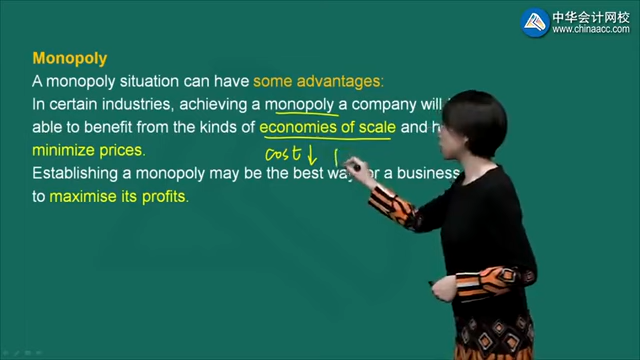 中华会计网校
www.chinaacc.com
Monopoly
A monopoly situation can have some advantages:
In certain industries, achieving a monopoly a company will
able to benefit from the kinds of economies of scale and
minimize prices.
cost↓
Establishing a monopoly may be the best way for a business
to maximise its profits.